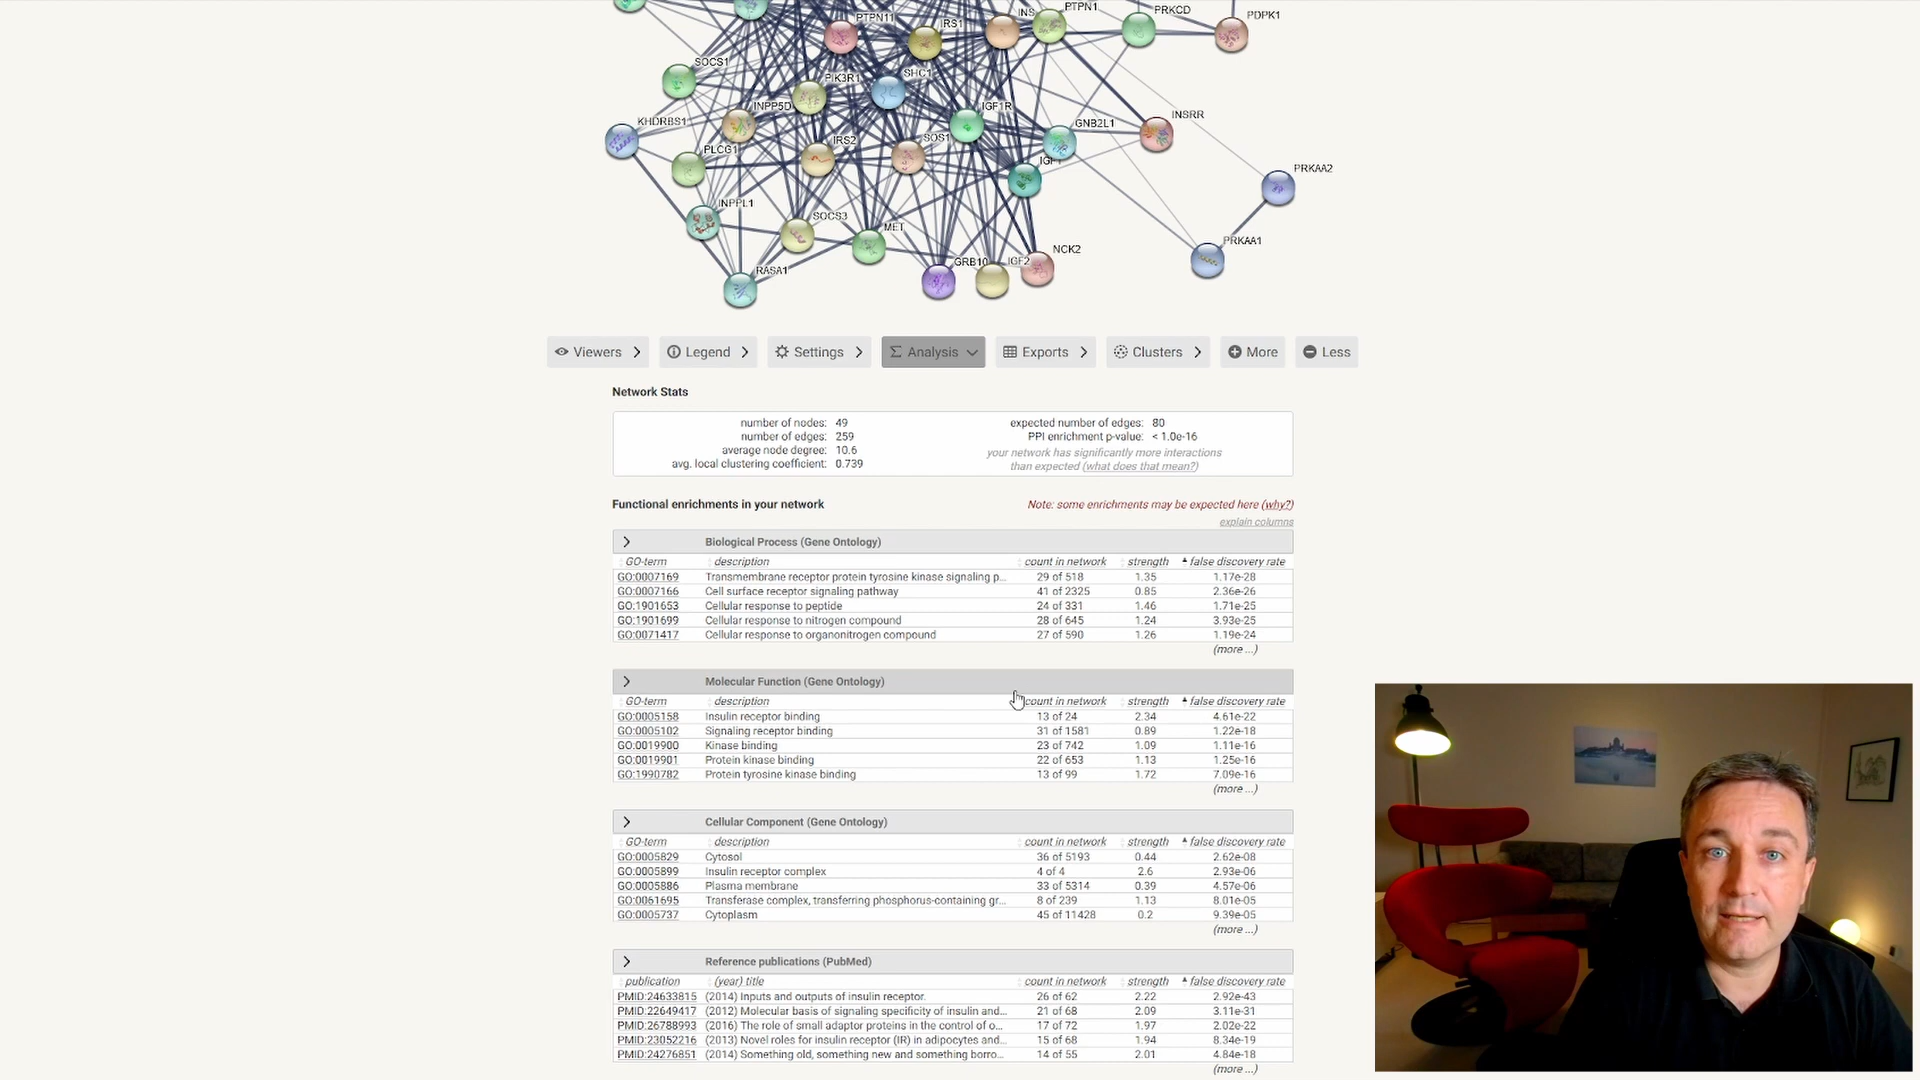 PTPN11
IRS1
INS
PTPN1
PRKCD
PDPK1
SOCS1
PIK3R1
SHC1
INPP5D
IGF1R
KHDRBS1
GNB2L1
INSRR
PLCG1
IRS2
SOS1
IGF1
PRKAA2
INPPL1
SOCS3
MET
NCK2
PRKAA1
RASA1
GRB10
IGF2
Viewers
Legend
Settings
Analysis
Exports
Clusters
More
Less
Network Stats
number of nodes: 49
number of edges: 259
average node degree: 10.6
avg. local clustering coefficient: 0.739
expected number of edges: 80
PPI enrichment p-value: < 1.0e-16
your network has significantly more interactions
than expected (what does that mean?)
Functional enrichments in your network
Note: some enrichments may be expected here (why?)
explain columns
Biological Process (Gene Ontology)
GO-term description count in network strength false discovery rate
GO:0007169 Transmembrane receptor protein tyrosine kinase signaling p... 29 of 518 1.35 1.17e-28
GO:0007166 Cell surface receptor signaling pathway 41 of 2325 0.85 2.36e-26
GO:1901653 Cellular response to peptide 24 of 331 1.46 1.71e-25
GO:1901699 Cellular response to nitrogen compound 28 of 645 1.24 3.93e-25
GO:0071417 Cellular response to organonitrogen compound 27 of 590 1.26 1.19e-24
(more ...)
Molecular Function (Gene Ontology)
GO-term description count in network strength false discovery rate
GO:0005158 Insulin receptor binding 13 of 24 2.34 4.61e-22
GO:0005102 Signaling receptor binding 31 of 1581 0.89 1.22e-18
GO:0019900 Kinase binding 23 of 742 1.09 1.11e-16
GO:0019901 Protein kinase binding 22 of 653 1.13 1.25e-16
GO:1990782 Protein tyrosine kinase binding 13 of 99 1.72 7.09e-16
(more ...)
Cellular Component (Gene Ontology)
GO-term description count in network strength false discovery rate
GO:0005829 Cytosol 36 of 5193 0.44 2.62e-08
GO:0005899 Insulin receptor complex 4 of 4 2.6 2.93e-06
GO:0005886 Plasma membrane 33 of 5314 0.39 4.57e-06
GO:0061695 Transferase complex, transferring phosphorus-containing gr... 8 of 239 1.13 8.01e-05
GO:0005737 Cytoplasm 45 of 11428 0.2 9.39e-05
(more ...)
Reference publications (PubMed)
publication (year) title count in network strength false discovery rate
PMID:24633815 (2014) Inputs and outputs of insulin receptor. 26 of 62 2.22 2.92e-43
PMID:22649417 (2012) Molecular basis of signaling specificity of insulin and... 21 of 68 2.09 3.11e-31
PMID:26788993 (2016) The role of small adaptor proteins in the control of o... 17 of 72 1.97 2.02e-22
PMID:23052216 (2013) Novel roles for insulin receptor (IR) in adipocytes and... 15 of 68 1.94 8.34e-19
PMID:24276851 (2014) Something old, something new and something borro... 14 of 55 2.01 4.84e-18
(more ...)